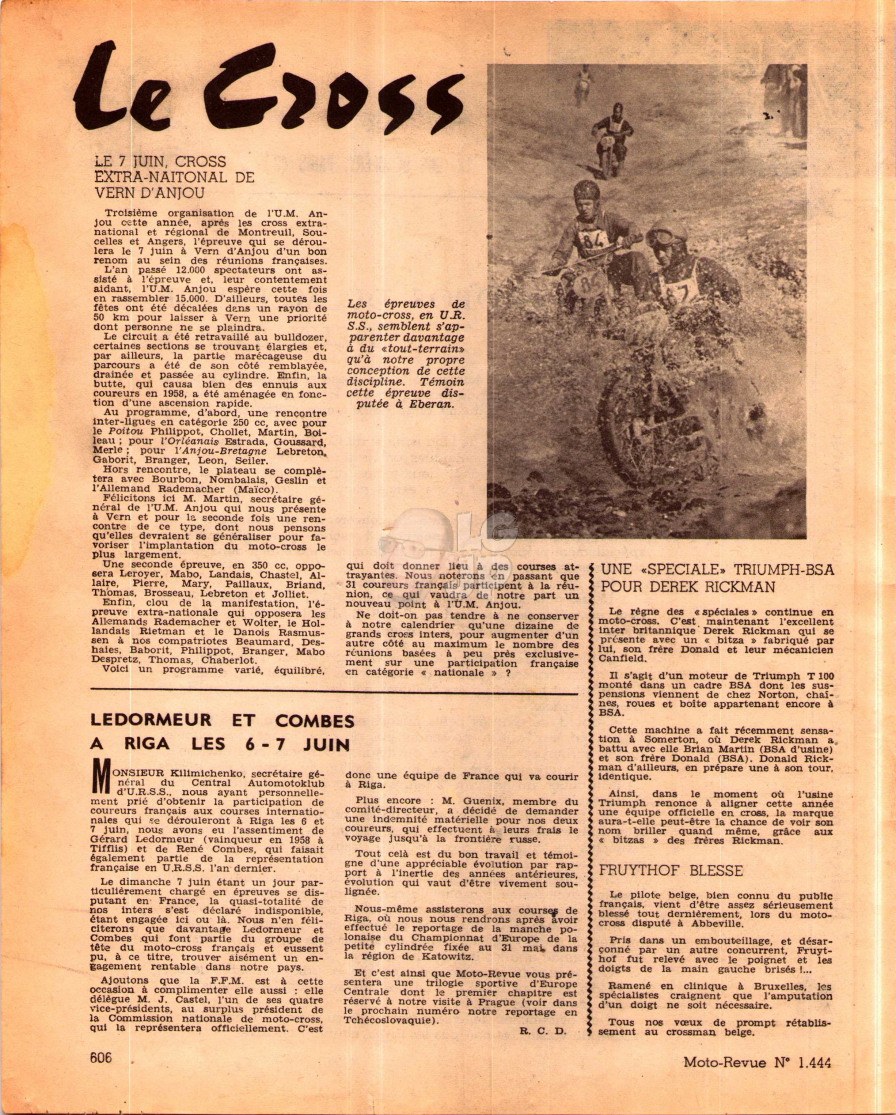 Le Cross
LE 7 JUIN, CROSS
EXTRA-NAITONAL DE
VERN D'ANJOU
Troisième organisation de l'U.M. An-
jou cette année, après les cross extra-
national et régional de Montreuil, Sou-
celles et Angers, l'épreuve qui se dérou-
lera le 7 juin à Vern d'Anjou d'un bon
renom au sein des réunions françaises.
L'an passé 12.000 spectateurs ont as-
sisté à l'épreuve et, leur contentement
aidant, l'U.M. Anjou espère cette fois
en rassembler 15.000. D'ailleurs, toutes les
fêtes ont été décalées dans un rayon de
50 km pour laisser à Vern une priorité
dont personne ne se plaindra.
Le circuit a été retravaillé au bulldozer,
certaines sections se trouvant élargies et,
par ailleurs, la partie marécageuse du
parcours a été de son côté remblayée,
drainée et passée au cylindre. Enfin, la
butte, qui causa bien des ennuis aux
coureurs en 1958, a été aménagée en fonc-
tion d'une ascension rapide.
Au programme, d'abord, une rencontre
inter-ligues en catégorie 250 cc, avec pour
le Poitou Philippot, Chollet, Martin, Boi-
leau ; pour l'Orléanais Estrada, Goussard,
Merle ; pour l'Anjou-Bretagne Lebreton,
Gaborit, Branger, Leon, Seiler.
Hors rencontre, le plateau se complè-
tera avec Bourbon, Nombalais, Geslin et
l'Allemand Rademacher (Maïco).
Félicitons ici M. Martin, secrétaire gé-
néral de l'U.M. Anjou qui nous présente
à Vern et pour la seconde fois une ren-
contre de ce type, dont nous pensons
qu'elles devraient se généraliser pour fa-
voriser l'implantation du moto-cross le
plus largement.
Une seconde épreuve, en 350 cc, oppo-
sera Leroyer, Mabo, Landais, Chastel, Al-
laire, Pierre, Mary, Paillaux, Briand,
Thomas, Brosseau, Lebreton et Jolliet.
Enfin, clou de la manifestation, l'é-
preuve extra-nationale qui opposera les
Allemands Rademacher et Wolter, le Hol-
landais Rietman et le Danois Rasmus-
sen à nos compatriotes Beaumard, Des-
haies, Baborit, Philippot, Branger, Mabo
Despretz, Thomas, Chaberlot.
Voici un programme varié, équilibré,
Les épreuves de
moto-cross, en U.R.
S.S., semblent s'ap-
parenter davantage
à du «tout-terrain»
qu'à notre propre
conception de cette
discipline. Témoin
cette épreuve dis-
putée à Eberan.
84
8
7
LG
qui doit donner lieu à des courses at-
trayantes. Nous noterons en passant que
31 coureurs français participent à la réu-
nion, ce qui vaudra de notre part un
nouveau point à l'U.M. Anjou.
Ne doit-on pas tendre à ne conserver
à notre calendrier qu'une dizaine de
grands cross inters, pour augmenter d'un
autre côté au maximum le nombre des
réunions basées à peu près exclusive-
ment sur une participation française
en catégorie « nationale » ?
LEDORMEUR ET COMBES
A RIGA LES 6-7 JUIN
MONSIEUR Kilimichenko, secrétaire gé-
néral du Central Automotoklub
d'U.R.S.S., nous ayant personnelle-
ment prié d'obtenir la participation de
coureurs français aux courses internatio-
nales qui se dérouleront à Riga les 6 et
7 juin, nous avons eu l'assentiment de
Gérard Ledormeur (vainqueur en 1958 à
Tifflis) et de René Combes, qui faisait
également partie de la représentation
française en U.R.S.S. l'an dernier.
Le dimanche 7 juin étant un jour par-
ticulièrement chargé en épreuves se dis-
putant en France, la quasi-totalité de
nos inters s'est déclaré indisponible,
étant engagée ici ou là. Nous n'en féli-
citerons que davantage Ledormeur et
Combes qui font partie du groupe de
tête du moto-cross français et eussent
pu, à ce titre, trouver aisément un en-
gagement rentable dans notre pays.
Ajoutons que la F.F.M. est à cette
occasion à complimenter elle aussi : elle
délègue M. J. Castel, l'un de ses quatre
vice-présidents, au surplus président de
la Commission nationale de moto-cross,
qui la représentera officiellement. C'est
donc une équipe de France qui va courir
à Riga.
Plus encore : M. Guenix, membre du
comité-directeur, a décidé de demander
une indemnité matérielle pour nos deux
coureurs, qui effectuent à leurs frais le
voyage jusqu'à la frontière russe.
Tout celà est du bon travail et témoi-
gne d'une appréciable évolution par rap-
port à l'inertie des années antérieures,
évolution qui vaut d'être vivement sou-
lignée.
Nous-même assisterons aux courses de
Riga, où nous nous rendrons après avoir
effectué le reportage de la manche po-
lonaise du Championnat d'Europe de la
petite cylindrée fixée au 31 mai, dans
la région de Katowitz.
Et c'est ainsi que Moto-Revue vous pré-
sentera une trilogie sportive d'Europe
Centrale dont le premier chapitre est
réservé à notre visite à Prague (voir dans
le prochain numéro notre reportage en
Tchécoslovaquie).
R. C. D.
UNE «SPECIALE» TRIUMPH-BSA
POUR DEREK RICKMAN
Le règne des « spéciales » continue en
moto-cross. C'est maintenant l'excellent
inter britannique Derek Rickman qui se
présente avec un « bitza » fabriqué par
lui, son frère Donald et leur mécanicien
Canfield.
Il s'agit d'un moteur de Triumph T 100
monté dans un cadre BSA dont les sus-
pensions viennent de chez Norton, chaî-
nes, roues et boîte appartenant encore à
BSA.
Cette machine a fait récemment sensa-
tion à Somerton, où Derek Rickman a
battu avec elle Brian Martin (BSA d'usine)
et son frère Donald (BSA). Donald Rick-
man d'ailleurs, en prépare une à son tour,
identique.
Ainsi, dans le moment où l'usine
Triumph renonce à aligner cette année
une équipe officielle en cross, la marque
aura-t-elle peut-être la chance de voir son
nom briller quand même, grâce aux
« bitzas » des frères Rickman.
FRUYTHOF BLESSE
Le pilote belge, bien connu du public
français, vient d'être assez sérieusement
blessé tout dernièrement, lors du moto-
cross disputé à Abbeville.
Pris dans un embouteillage, et désar-
çonné par un autre concurrent, Fruyt-
hof fut relevé avec le poignet et les
doigts de la main gauche brisés !...
Ramené en clinique à Bruxelles, les
spécialistes craignent que l'amputation
d'un doigt ne soit nécessaire.
Tous nos vœux de prompt rétablis-
sement au crossman belge.
606
Moto-Revue N° 1.444